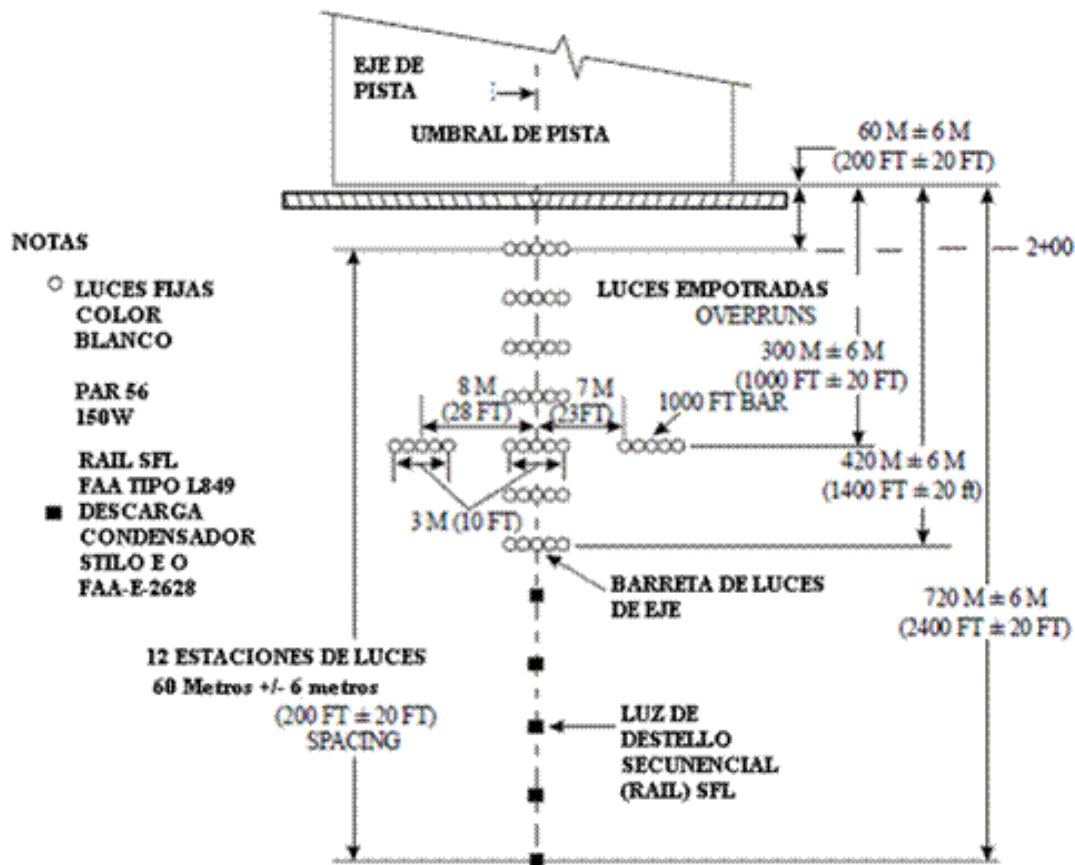 EJE DE
PISTA
UMBRAL DE PISTA
60 M ± 6 M
(200 FT ± 20 FT)
2+00
NOTAS
LUCES FIJAS
COLOR
BLANCO
PAR 56
150W
RAIL SFL
FAA TIPO L849
DESCARGA
CONDENSADOR
STILO E O
FAA-E-2628
LUCES EMPOTRADAS
OVERRUNS
300 M ± 6 M
(1000 FT ± 20 FT)
8 M
(28 FT)
7 M
(23FT)
1000 FT BAR
3 M (10 FT)
420 M ± 6 M
(1400 FT ± 20 ft)
BARRETA DE LUCES
DE EJE
720 M ± 6 M
(2400 FT ± 20 FT)
12 ESTACIONES DE LUCES
60 Metros +/- 6 metros
(200 FT ± 20 FT)
SPACING
LUZ DE
DESTELLO
SECUNENCIAL
(RAIL) SFL